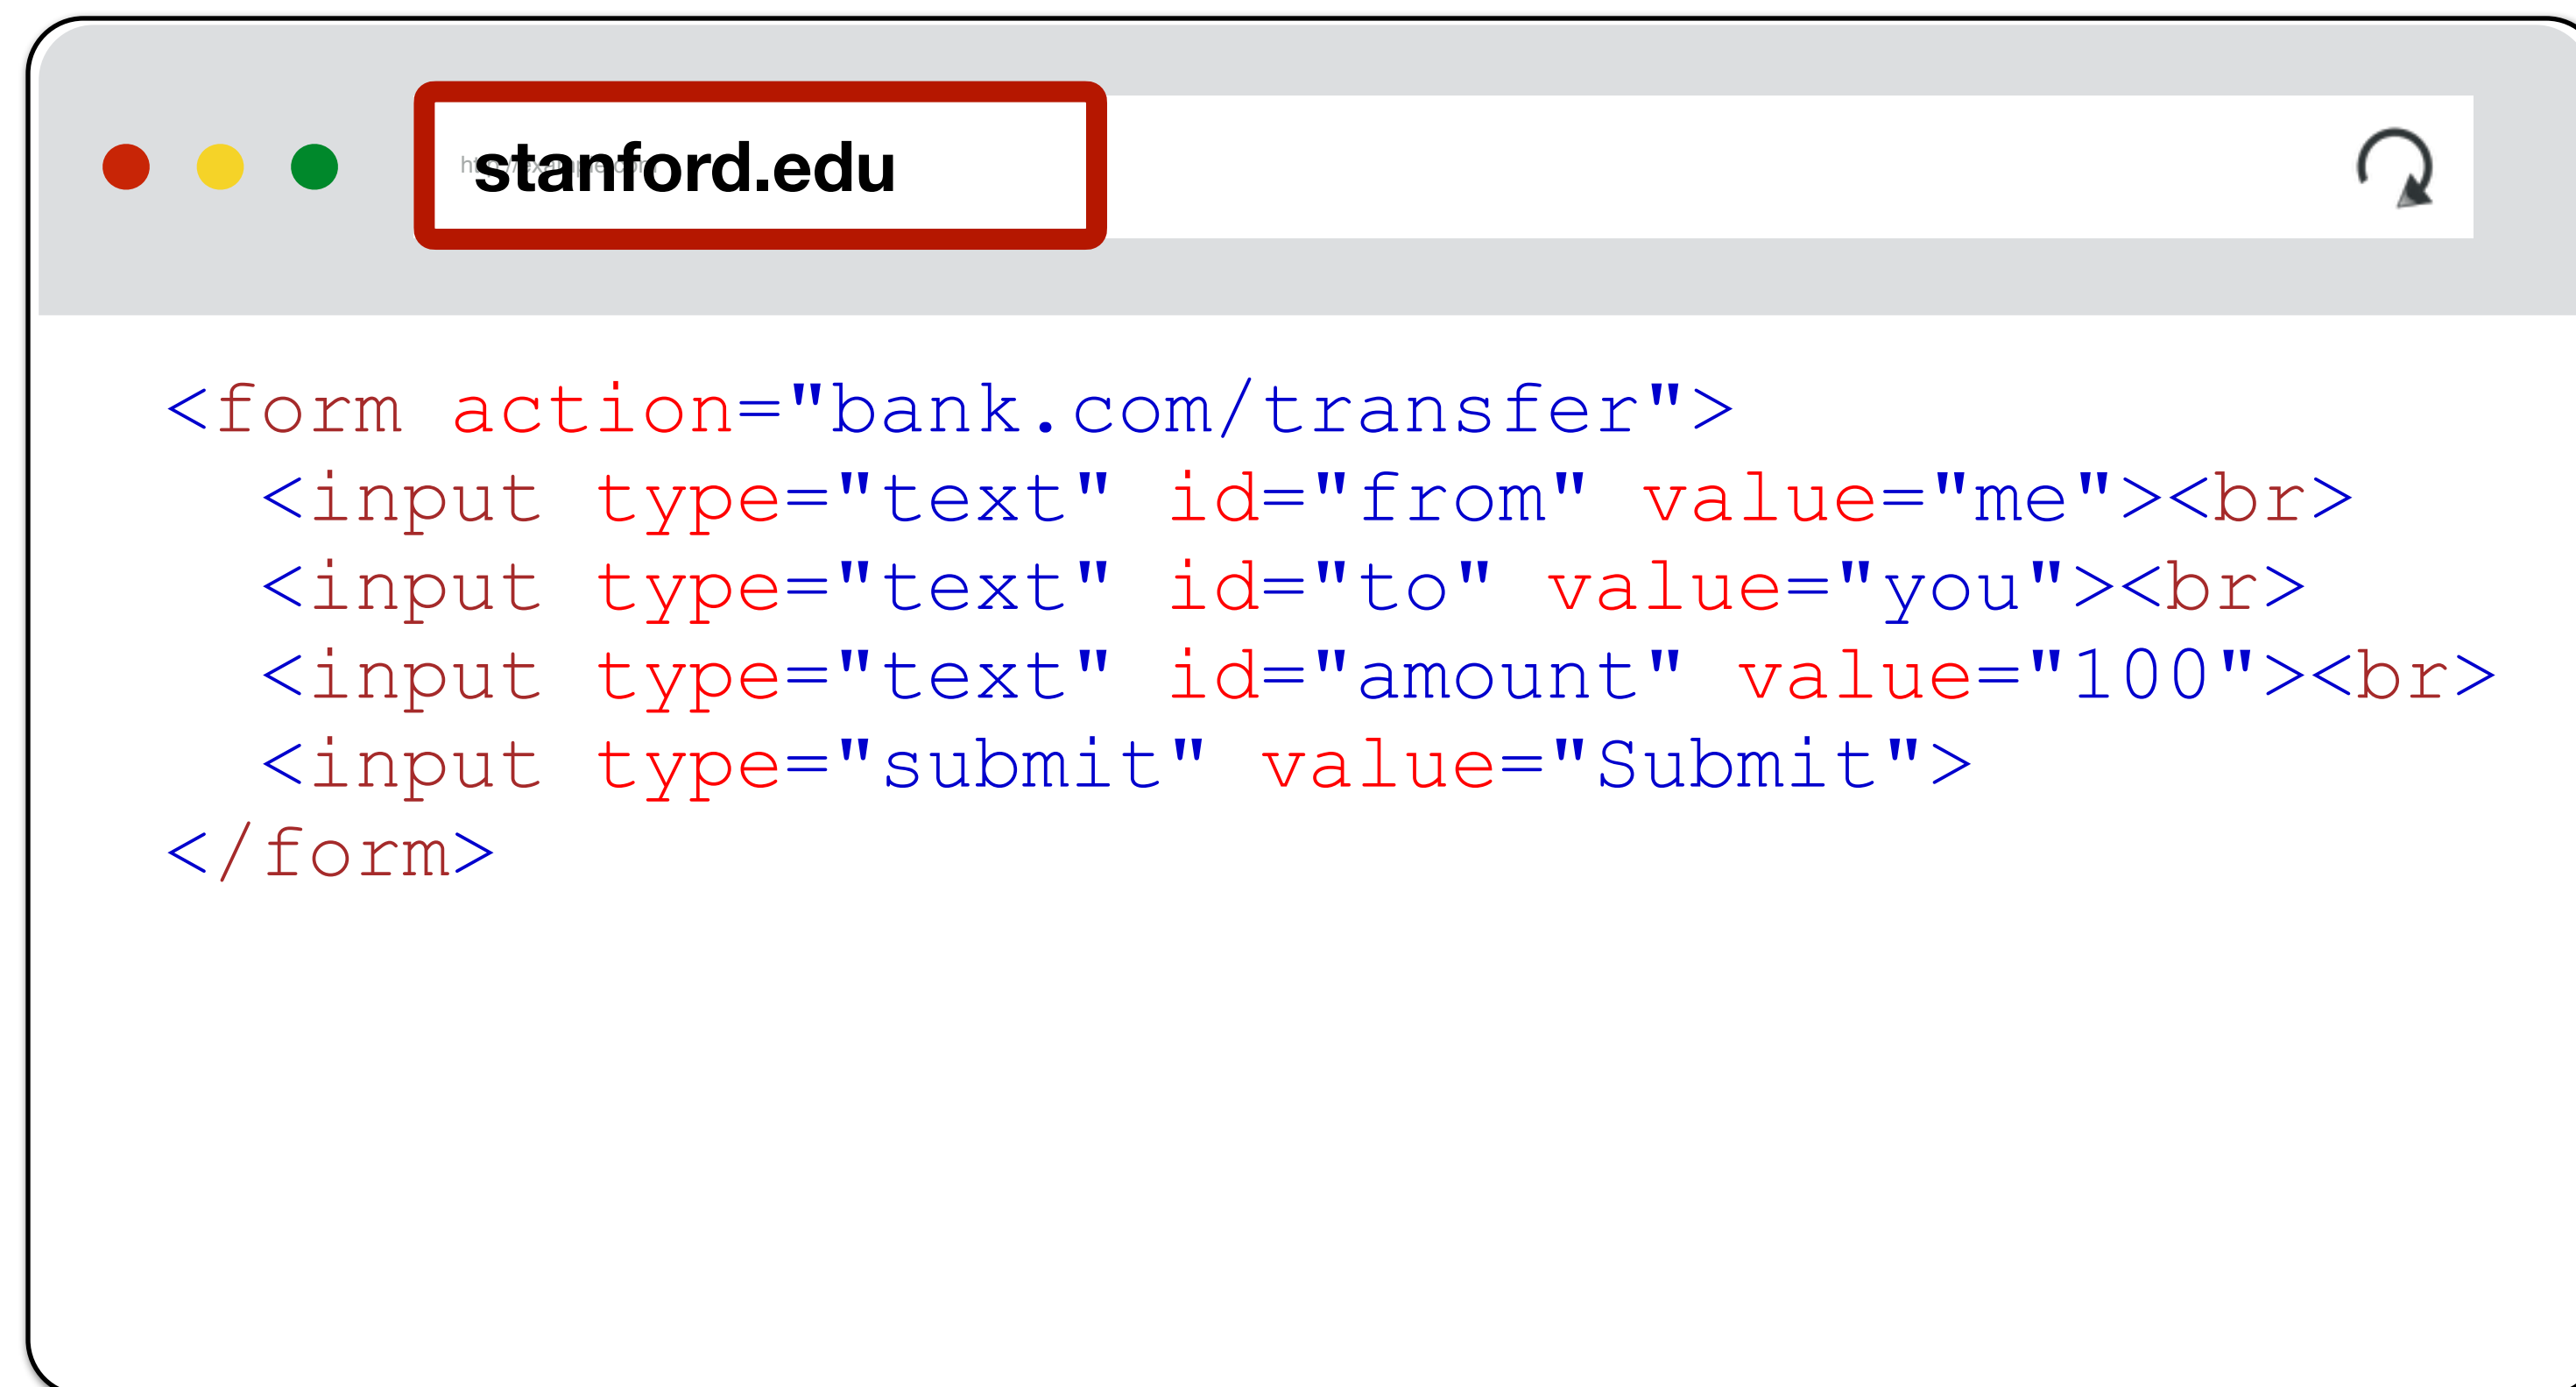 stanford.edu
<form action="bank.com/transfer">
<input type="text" id="from" value="me"><br>
<input type="text" id="to" value="you"><br>
<input type="text" id="amount" value="100"><br>
<input type="submit" value="Submit">
</form>